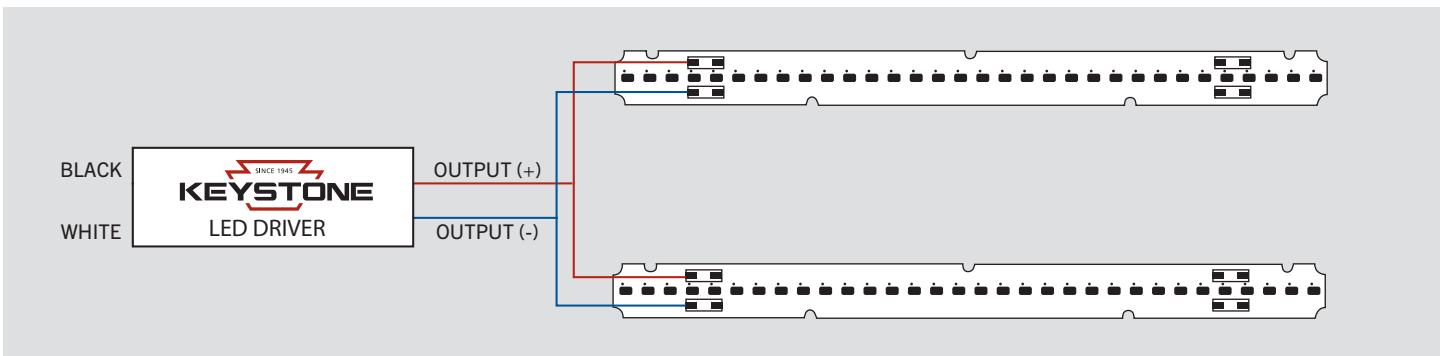 BLACK
WHITE
SINCE 1945
KEYSTONE
LED DRIVER
OUTPUT (+)
OUTPUT (-)